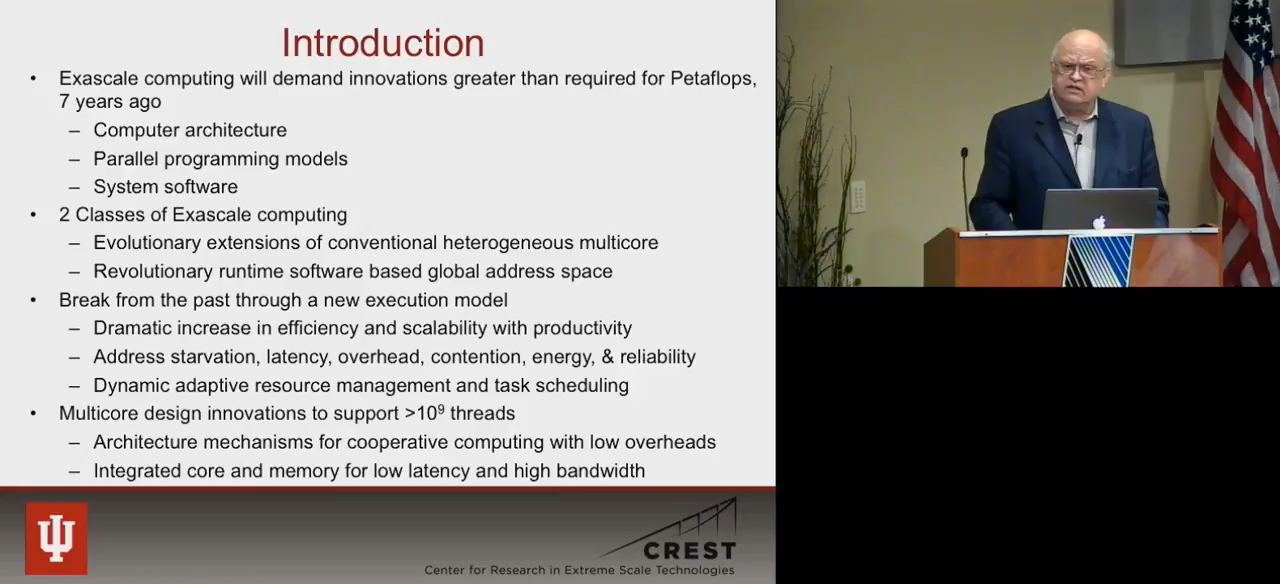 Introduction
• Exascale computing will demand innovations greater than required for Petaflops,
7 years ago
– Computer architecture
– Parallel programming models
– System software
• 2 Classes of Exascale computing
– Evolutionary extensions of conventional heterogeneous multicore
– Revolutionary runtime software based global address space
• Break from the past through a new execution model
– Dramatic increase in efficiency and scalability with productivity
– Address starvation, latency, overhead, contention, energy, & reliability
– Dynamic adaptive resource management and task scheduling
• Multicore design innovations to support >10⁹ threads
– Architecture mechanisms for cooperative computing with low overheads
– Integrated core and memory for low latency and high bandwidth
CREST
Center for Research in Extreme Scale Technologies